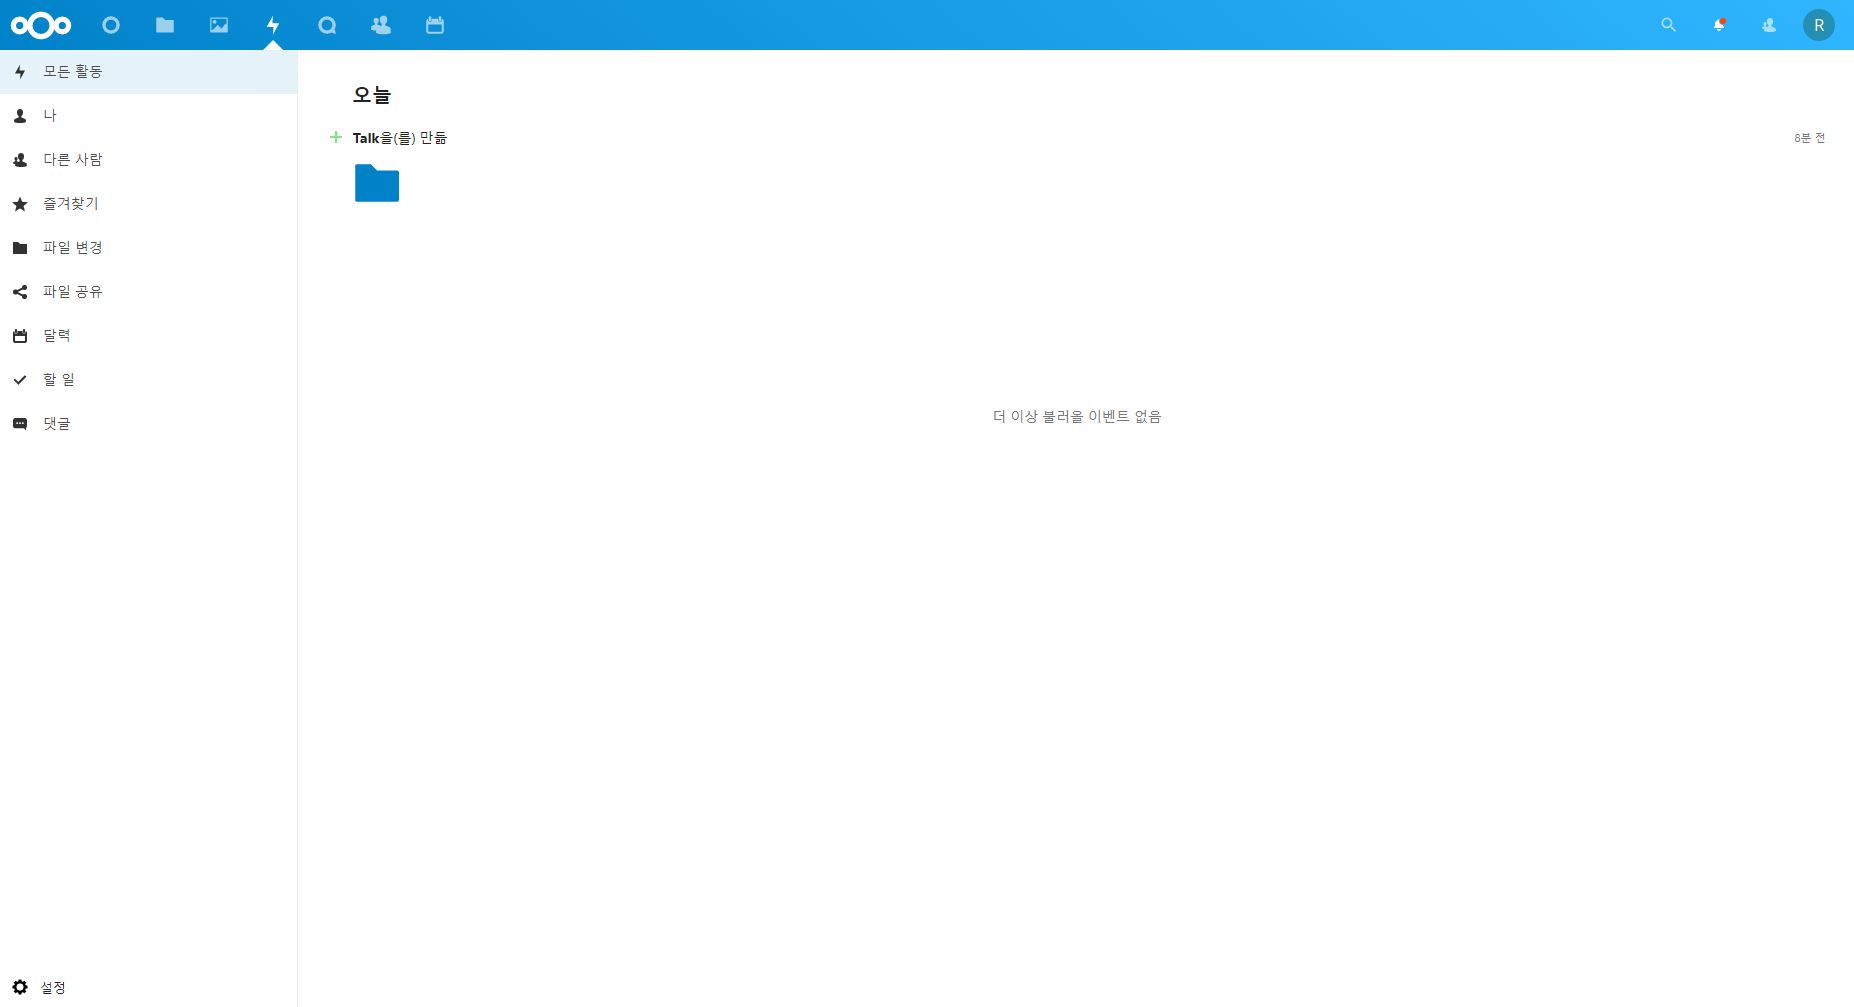 R
모든 활동
나
다른 사람
즐겨찾기
파일 변경
파일 공유
달력
할 일
댓글
설정
오늘
Talk을(를) 만듦
8분 전
더 이상 불러올 이벤트 없음